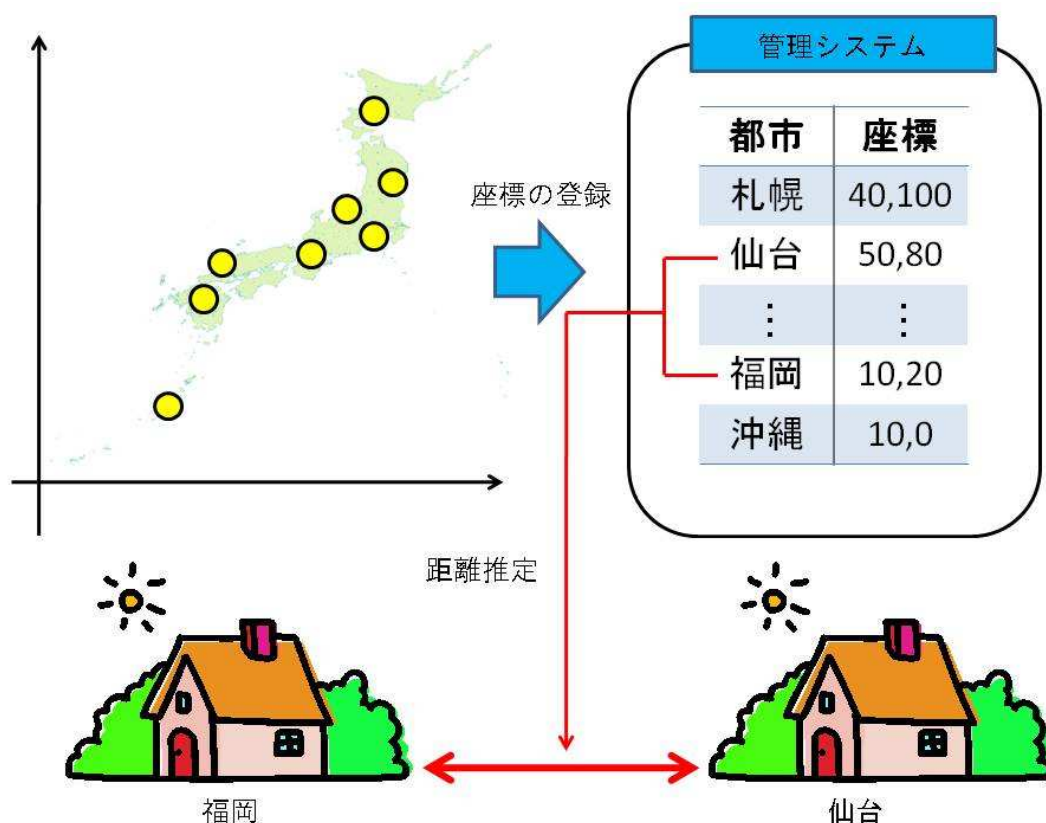 管理システム
都市 座標
札幌 40,100
仙台 50,80
⋮ ⋮
福岡 10,20
沖縄 10,0
座標の登録
距離推定
福岡
仙台